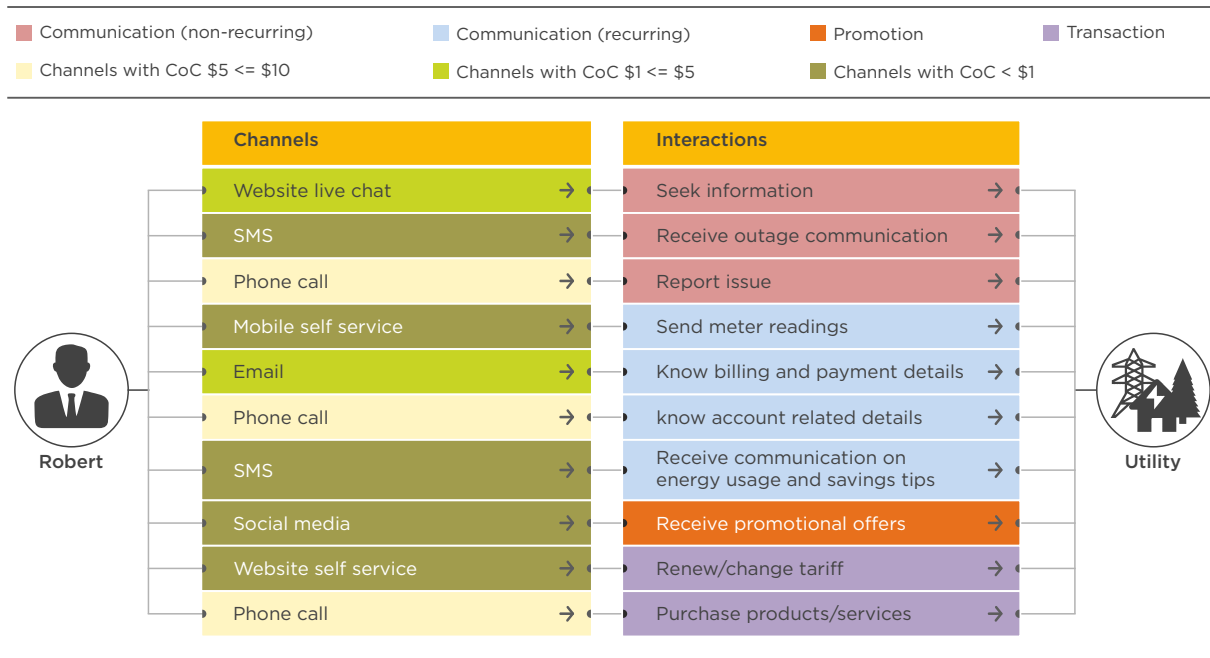 Communication (non-recurring)
Communication (recurring)
Promotion
Transaction
Channels with CoC $5 <= $10
Channels with CoC $1 <= $5
Channels with CoC < $1
Channels
Interactions
Website live chat
Seek information
SMS
Receive outage communication
Phone call
Report issue
Mobile self service
Send meter readings
Email
Know billing and payment details
Phone call
know account related details
SMS
Receive communication on
energy usage and savings tips
Social media
Receive promotional offers
Website self service
Renew/change tariff
Phone call
Purchase products/services
Robert
Utility